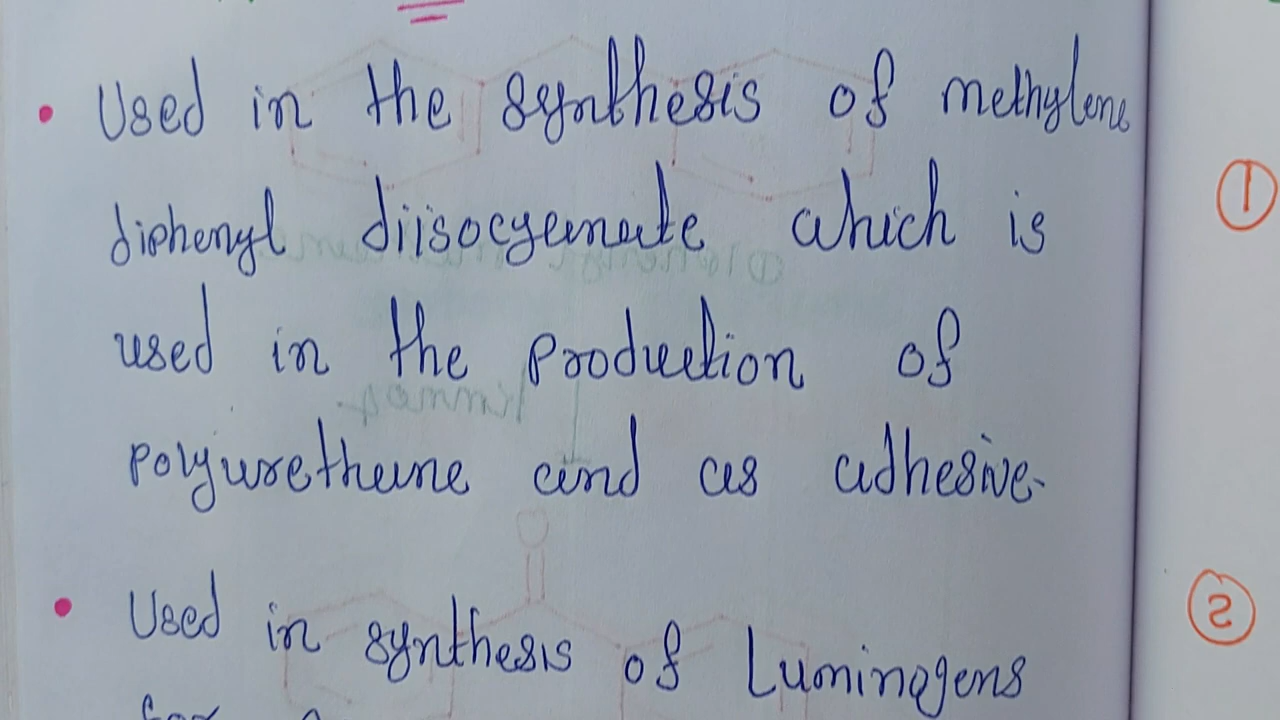 • Used in the synthesis of methylene
diphenyl diisocyanate which is
used in the production of
polyurethane and as adhesive.
• Used in synthesis of Luminogens
for
1
2